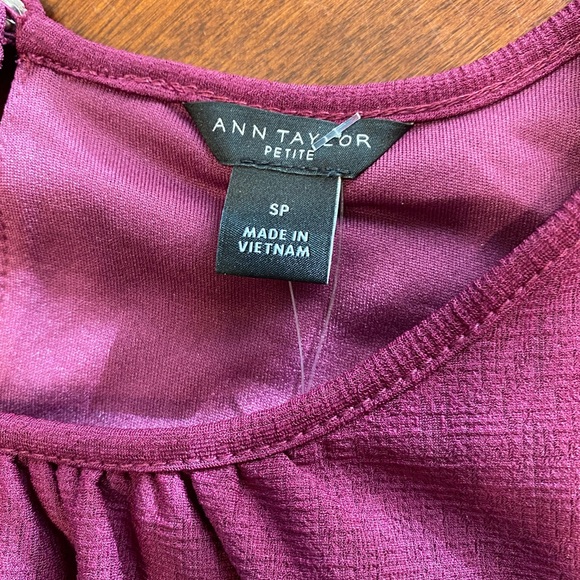 ANN TAYLOR
PETITE
SP
MADE IN
VIETNAM